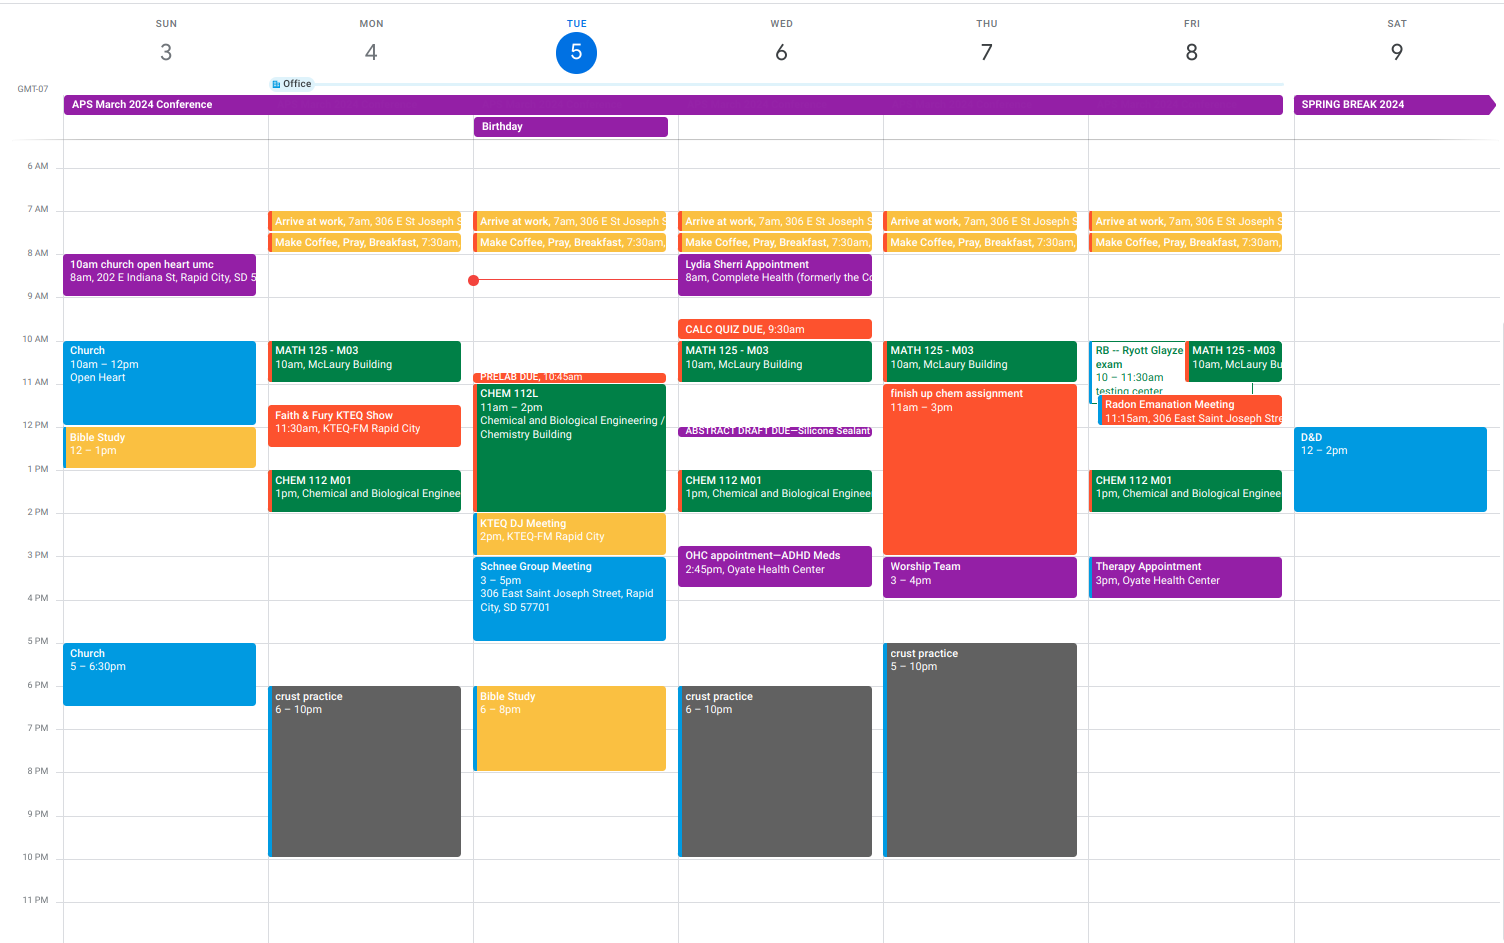 SUN
3
MON
4
TUE
5
WED
6
THU
7
FRI
8
SAT
9
GMT-07
Office
APS March 2024 Conference
SPRING BREAK 2024
Birthday
6 AM
7 AM
8 AM
9 AM
10 AM
11 AM
12 PM
1 PM
2 PM
3 PM
4 PM
5 PM
6 PM
7 PM
8 PM
9 PM
10 PM
11 PM
10am church open heart umc
8am, 202 E Indiana St, Rapid City, SD 5
Church
10am – 12pm
Open Heart
Bible Study
12 – 1pm
Church
5 – 6:30pm
Arrive at work, 7am, 306 E St Joseph S
Make Coffee, Pray, Breakfast, 7:30am,
MATH 125 - M03
10am, McLaury Building
Faith & Fury KTEQ Show
11:30am, KTEQ-FM Rapid City
CHEM 112 M01
1pm, Chemical and Biological Enginee
crust practice
6 – 10pm
Arrive at work, 7am, 306 E St Joseph S
Make Coffee, Pray, Breakfast, 7:30am,
PRELAB DUE, 10:45am
CHEM 112L
11am – 2pm
Chemical and Biological Engineering /
Chemistry Building
KTEQ DJ Meeting
2pm, KTEQ-FM Rapid City
Schnee Group Meeting
3 – 5pm
306 East Saint Joseph Street, Rapid
City, SD 57701
Bible Study
6 – 8pm
Arrive at work, 7am, 306 E St Joseph S
Make Coffee, Pray, Breakfast, 7:30am,
Lydia Sherri Appointment
8am, Complete Health (formerly the Co
CALC QUIZ DUE, 9:30am
MATH 125 - M03
10am, McLaury Building
ABSTRACT DRAFT DUE—Silicone Sealant
CHEM 112 M01
1pm, Chemical and Biological Enginee
OHC appointment—ADHD Meds
2:45pm, Oyate Health Center
crust practice
6 – 10pm
Arrive at work, 7am, 306 E St Joseph S
Make Coffee, Pray, Breakfast, 7:30am,
MATH 125 - M03
10am, McLaury Building
finish up chem assignment
11am – 3pm
Worship Team
3 – 4pm
crust practice
5 – 10pm
Arrive at work, 7am, 306 E St Joseph S
Make Coffee, Pray, Breakfast, 7:30am,
RB -- Ryott Glayze
exam
10 – 11:30am
testing center
MATH 125 - M03
10am, McLaury Bu
Radon Emanation Meeting
11:15am, 306 East Saint Joseph Stre
CHEM 112 M01
1pm, Chemical and Biological Enginee
Therapy Appointment
3pm, Oyate Health Center
D&D
12 – 2pm